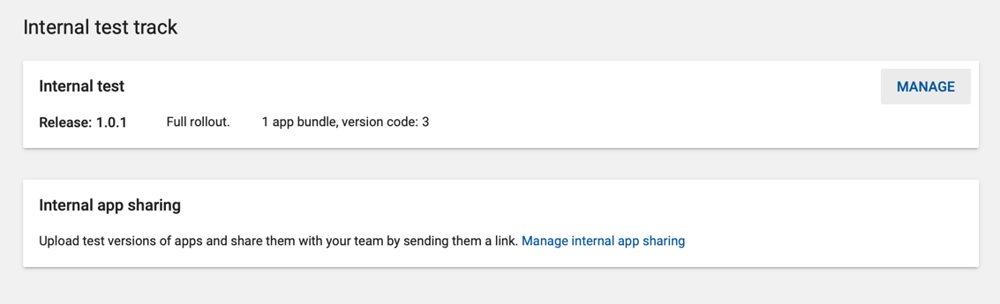 Internal test track
Internal test
MANAGE
Release: 1.0.1 Full rollout. 1 app bundle, version code: 3
Internal app sharing
Upload test versions of apps and share them with your team by sending them a link. Manage internal app sharing